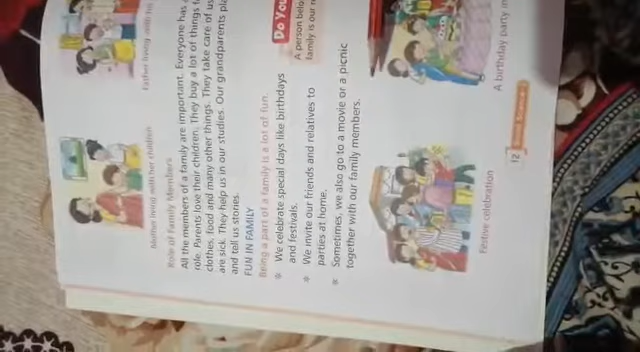 Mother living with her children
Father living with his
Role of Family Members
All the members of a family are important. Everyone has
role. Parents love their children. They buy a lot of things
clothes, food and many other things. They take care of us
are sick. They help us in our studies. Our grandparents
and tell us stories.
FUN IN FAMILY
Being a part of a family is a lot of fun.
* We celebrate special days like birthdays
and festivals.
* We invite our friends and relatives to
parties at home.
* Sometimes, we also go to a movie or a picnic
together with our family members.
Do You
A person
family is our
Festive celebration
A birthday party
12
Science